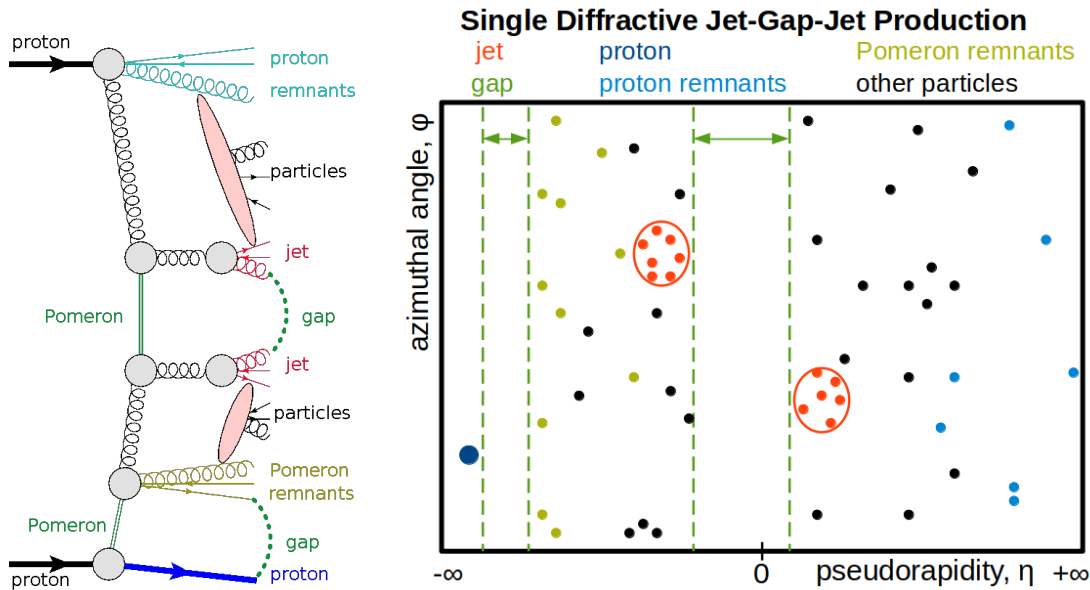 proton
proton
remnants
particles
jet
Pomeron
gap
jet
particles
Pomeron
remnants
Pomeron
gap
proton
proton
Single Diffractive Jet-Gap-Jet Production
jet proton Pomeron remnants
gap proton remnants other particles
azimuthal angle, φ
-∞ 0 pseudorapidity, η +∞